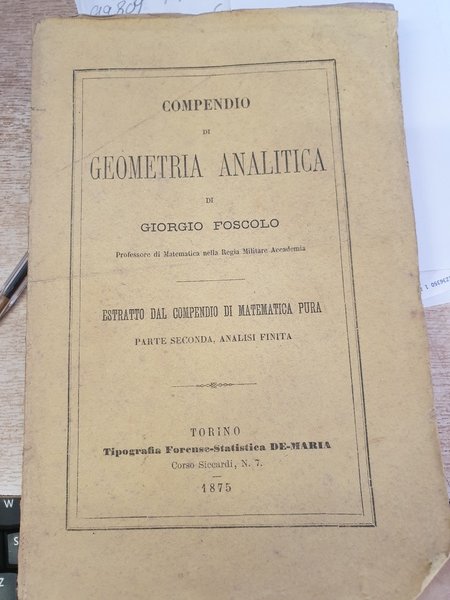 99801
COMPENDIO
DI
GEOMETRIA ANALITICA
DI
GIORGIO FOSCOLO
Professore di Matematica nella Regia Militare Accademia
ESTRATTO DAL COMPENDIO DI MATEMATICA PURA
PARTE SECONDA, ANALISI FINITA
TORINO
Tipografia Forense-Statistica DE-MARIA
Corso Siccardi, N. 7.
1875
W
S
Z